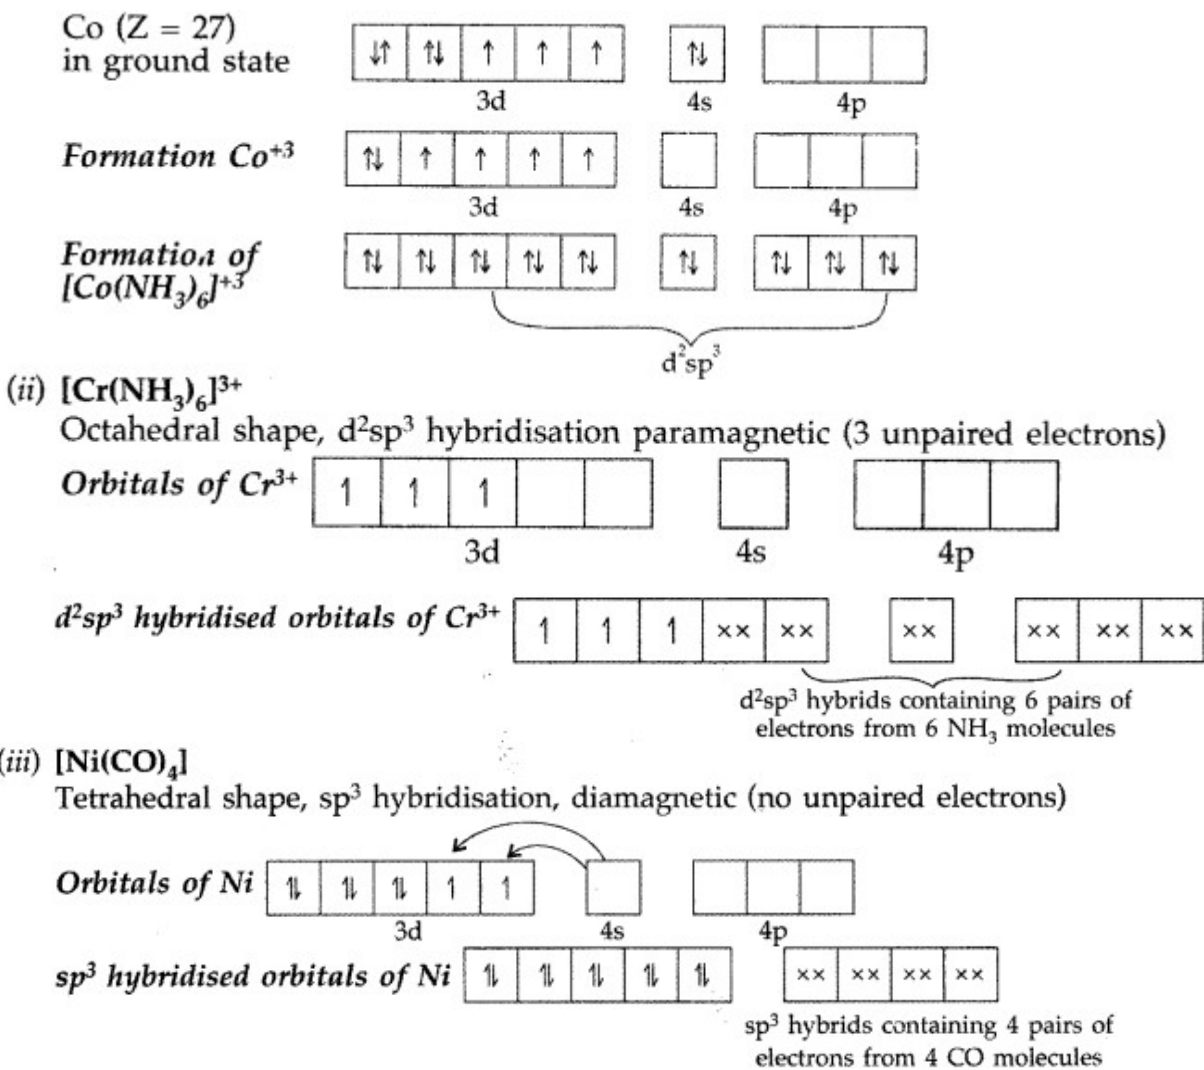 Co (Z = 27)
in ground state
↓↑ ↑↓ ↑ ↑ ↑ ↑↓
3d 4s 4p
Formation Co⁺³
↑↓ ↑ ↑ ↑ ↑
3d 4s 4p
Formation of
[Co(NH₃)₆]⁺³
↑↓ ↑↓ ↑↓ ↑↓ ↑↓ ↑↓ ↑↓ ↑↓ ↑↓
d²sp³
(ii) [Cr(NH₃)₆]³⁺
Octahedral shape, d²sp³ hybridisation paramagnetic (3 unpaired electrons)
Orbitals of Cr³⁺ 1 1 1
3d 4s 4p
d²sp³ hybridised orbitals of Cr³⁺ 1 1 1 ×× ×× ×× ×× ×× ××
d²sp³ hybrids containing 6 pairs of
electrons from 6 NH₃ molecules
(iii) [Ni(CO)₄]
Tetrahedral shape, sp³ hybridisation, diamagnetic (no unpaired electrons)
Orbitals of Ni ⥮ ⥮ ⥮ 1 1
3d 4s 4p
sp³ hybridised orbitals of Ni ⥮ ⥮ ⥮ ⥮ ⥮ ×× ×× ×× ××
sp³ hybrids containing 4 pairs of
electrons from 4 CO molecules